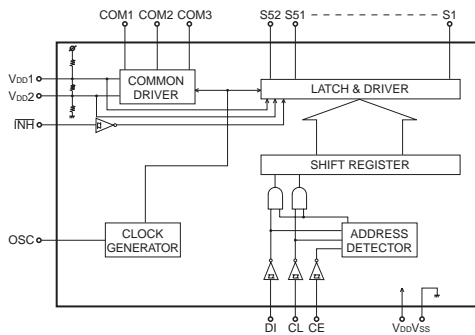 COM1 COM2 COM3 S52 S51 S1
VDD1
VDD2
COMMON
DRIVER
LATCH & DRIVER
INH
SHIFT REGISTER
OSC
CLOCK
GENERATOR
ADDRESS
DETECTOR
DI CL CE VDD VSS